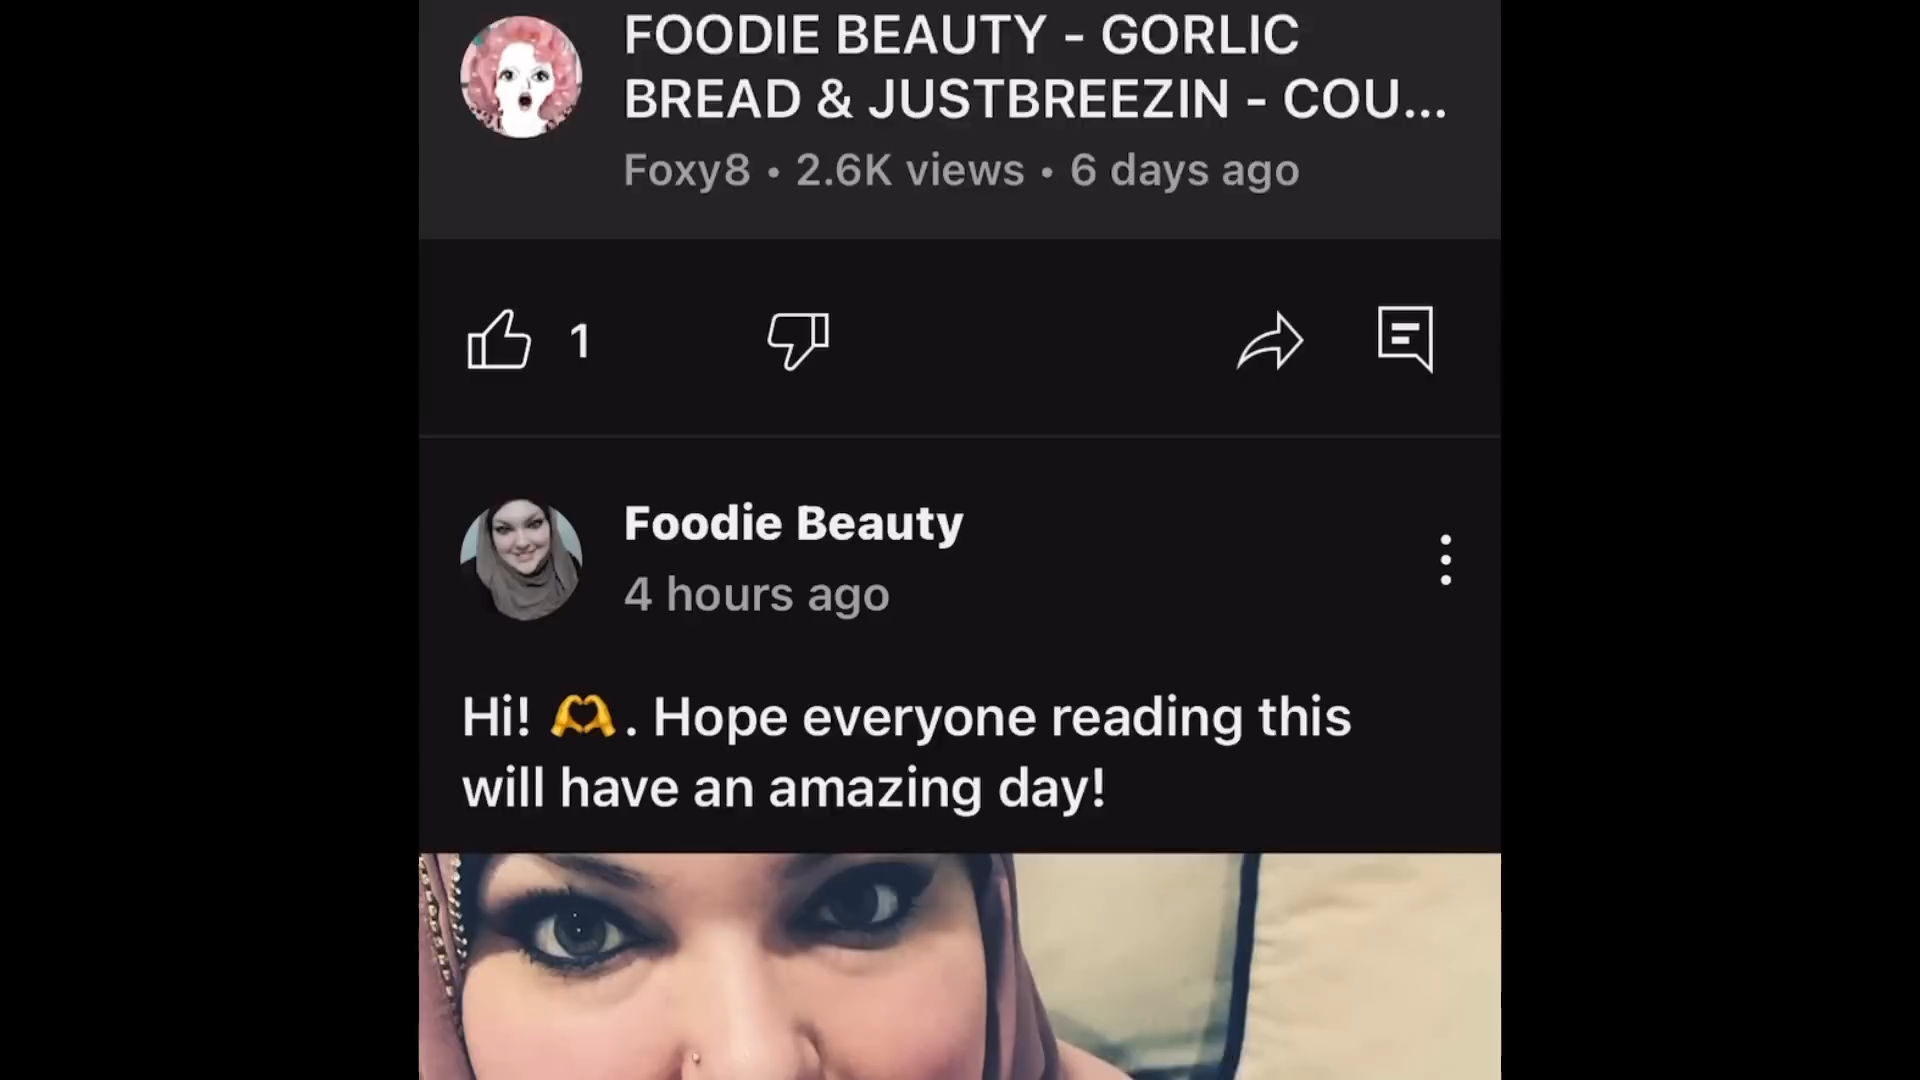 FOODIE BEAUTY - GORLIC
BREAD & JUSTBREEZIN - COU...
Foxy8 • 2.6K views • 6 days ago
1
Foodie Beauty
4 hours ago
Hi! 🫶. Hope everyone reading this
will have an amazing day!